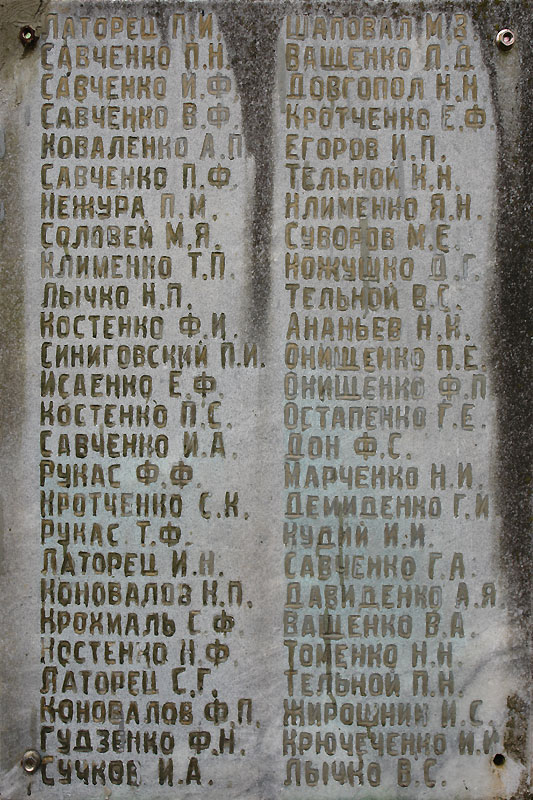 ЛАТОРЕЦ П.И.
САВЧЕНКО П.Н.
САВЧЕНКО И.Ф.
САВЧЕНКО В.Ф.
КОВАЛЕНКО А.П.
САВЧЕНКО П.Ф.
НЕЖУРА П.М.
СОЛОВЕЙ М.Я.
КЛИМЕНКО Т.П.
ЛЫЧКО Н.П.
КОСТЕНКО Ф.И.
СИНИГОВСКИЙ П.И.
ИСАЕНКО Е.Ф.
КОСТЕНКО П.С.
САВЧЕНКО И.А.
РУКАС Ф.Ф.
КРОТЧЕНКО С.К.
РУКАС Т.Ф.
ЛАТОРЕЦ И.Н.
КОНОВАЛОВ К.П.
КРОХМАЛЬ С.Ф.
КОСТЕНКО Н.Ф.
ЛАТОРЕЦ С.Г.
КОНОВАЛОВ Ф.П.
ГУДЗЕНКО Ф.Н.
СУЧКОВ И.А.
ШАПОВАЛ М.З.
ВАЩЕНКО Л.Д.
ДОВГОПОЛ Н.Н.
КРОТЧЕНКО Е.Ф.
ЕГОРОВ И.П.
ТЕЛЬНОЙ К.Н.
КЛИМЕНКО Я.Н.
СУВОРОВ М.Е.
КОЖУШКО Д.Г.
ТЕЛЬНОЙ В.С.
АНАНЬЕВ Н.К.
ОНИЩЕНКО П.Е.
ОНИЩЕНКО Ф.П.
ОСТАПЕНКО Г.Е.
ДОН Ф.С.
МАРЧЕНКО Н.И.
ДЕМИДЕНКО Г.И.
КУДИЙ И.И.
САВЧЕНКО Г.А.
ДАВИДЕНКО А.Я.
ВАЩЕНКО В.А.
ТОМЕНКО Н.Н.
ТЕЛЬНОЙ П.Н.
ЖИРОШНИК И.С.
КРЮЧЕЧЕНКО И.И.
ЛЫЧКО В.С.